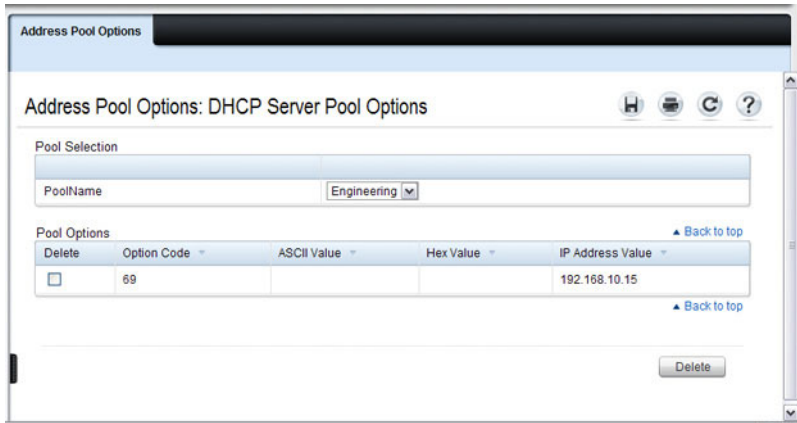 Address Pool Options
Address Pool Options: DHCP Server Pool Options
Pool Selection
PoolName Engineering
Pool Options ▲ Back to top
Delete Option Code ASCII Value Hex Value IP Address Value
69 192.168.10.15
▲ Back to top
Delete